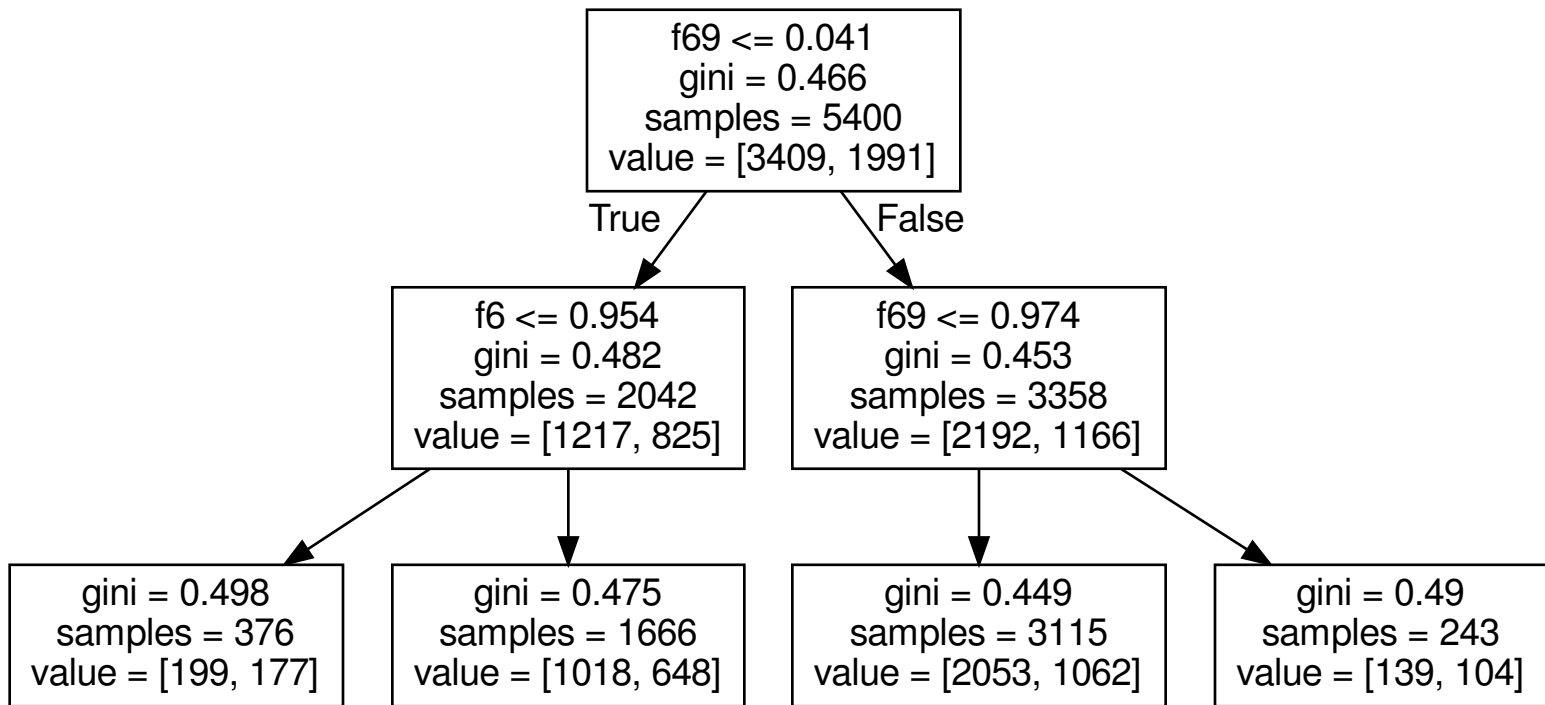 f69 <= 0.041
gini = 0.466
samples = 5400
value = [3409, 1991]
True
False
f6 <= 0.954
gini = 0.482
samples = 2042
value = [1217, 825]
f69 <= 0.974
gini = 0.453
samples = 3358
value = [2192, 1166]
gini = 0.498
samples = 376
value = [199, 177]
gini = 0.475
samples = 1666
value = [1018, 648]
gini = 0.449
samples = 3115
value = [2053, 1062]
gini = 0.49
samples = 243
value = [139, 104]